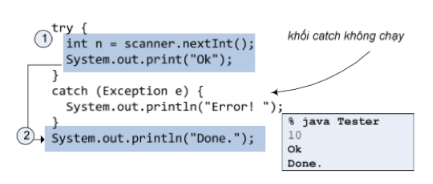 try {
1
int n = scanner.nextInt();
System.out.print("Ok");
}
khối catch không chạy
catch (Exception e) {
System.out.println("Error! ");
}
2
System.out.println("Done.");
% java Tester
10
Ok
Done.